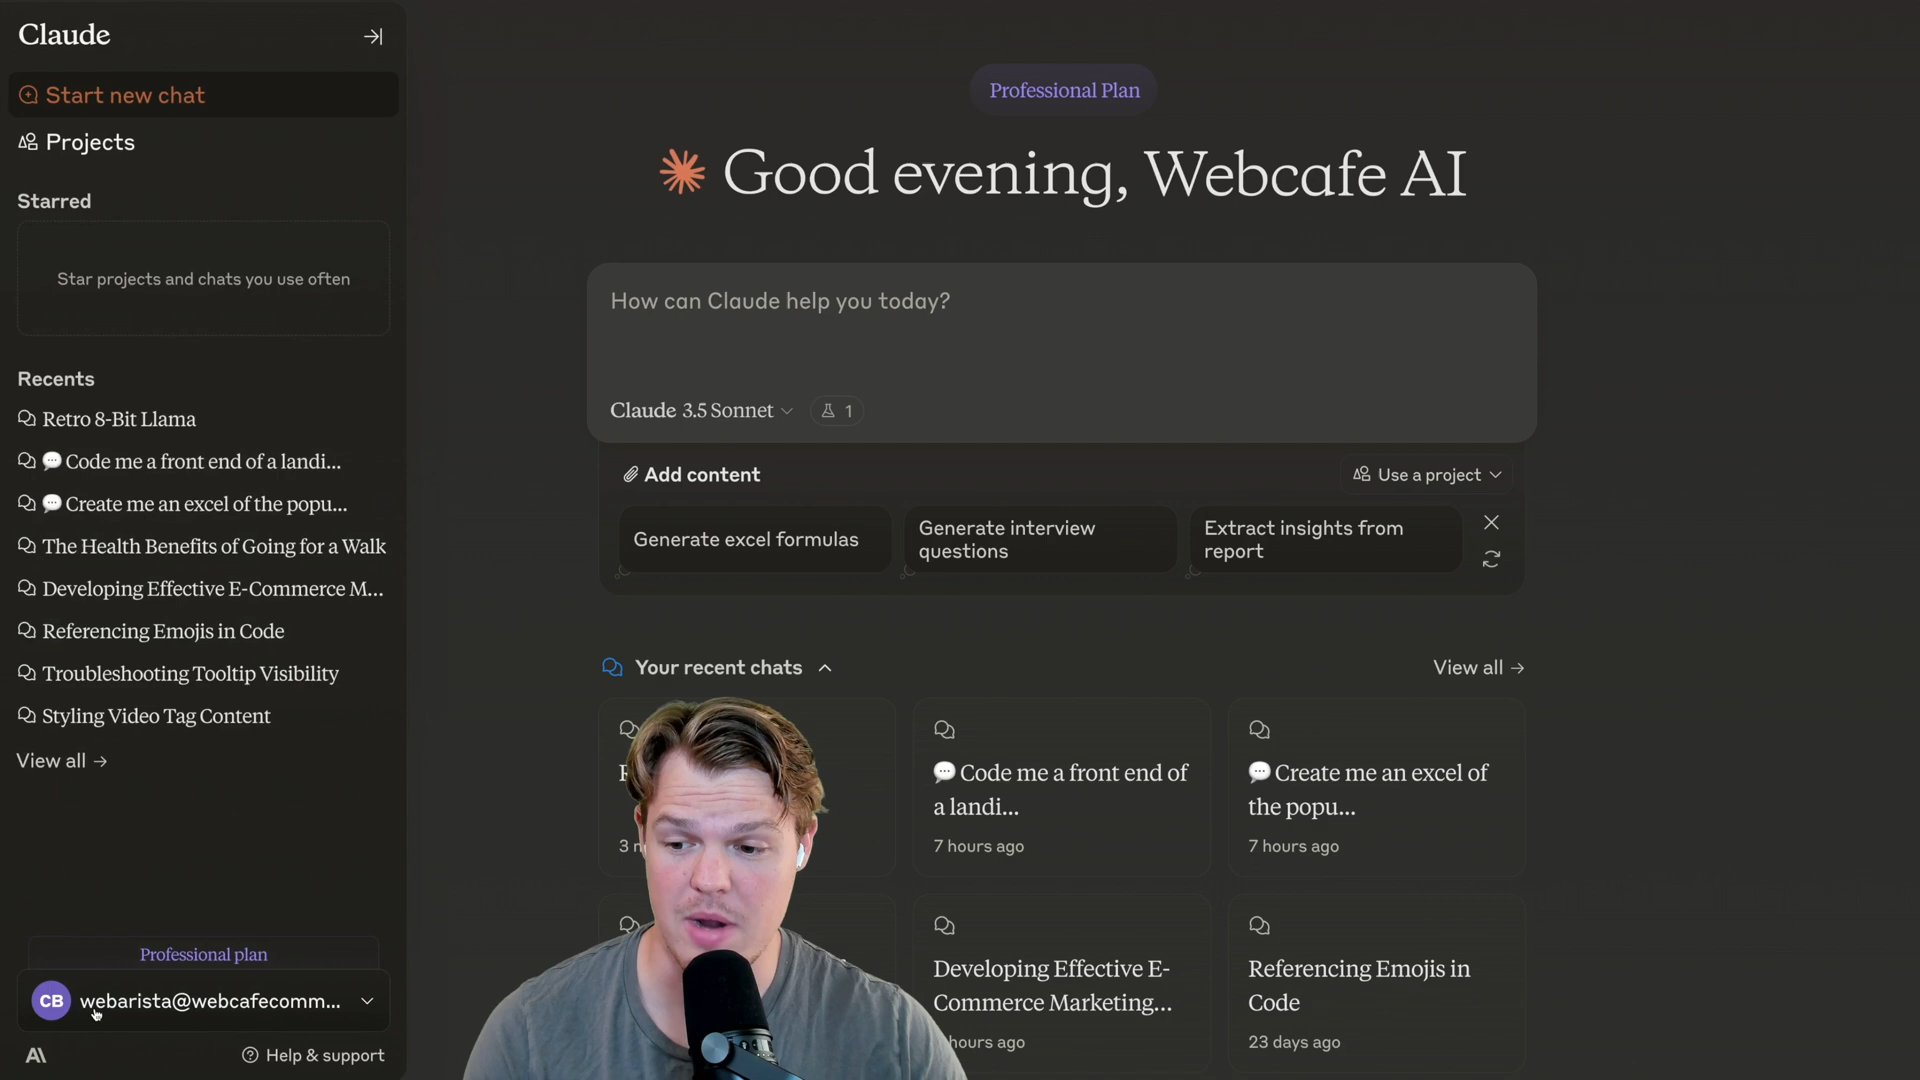 Claude
Start new chat
Projects
Starred
Star projects and chats you use often
Recents
Retro 8-Bit Llama
Code me a front end of a landi...
Create me an excel of the popu...
The Health Benefits of Going for a Walk
Developing Effective E-Commerce M...
Referencing Emojis in Code
Troubleshooting Tooltip Visibility
Styling Video Tag Content
View all →
Professional plan
CB webarista@webcafecomm...
Help & support
Professional Plan
Good evening, Webcafe AI
How can Claude help you today?
Claude 3.5 Sonnet
1
Add content
Use a project
Generate excel formulas
Generate interview
questions
Extract insights from
report
Your recent chats
View all →
Code me a front end of
a landi...
7 hours ago
Create me an excel of
the popu...
7 hours ago
Developing Effective E-
Commerce Marketing...
hours ago
Referencing Emojis in
Code
23 days ago